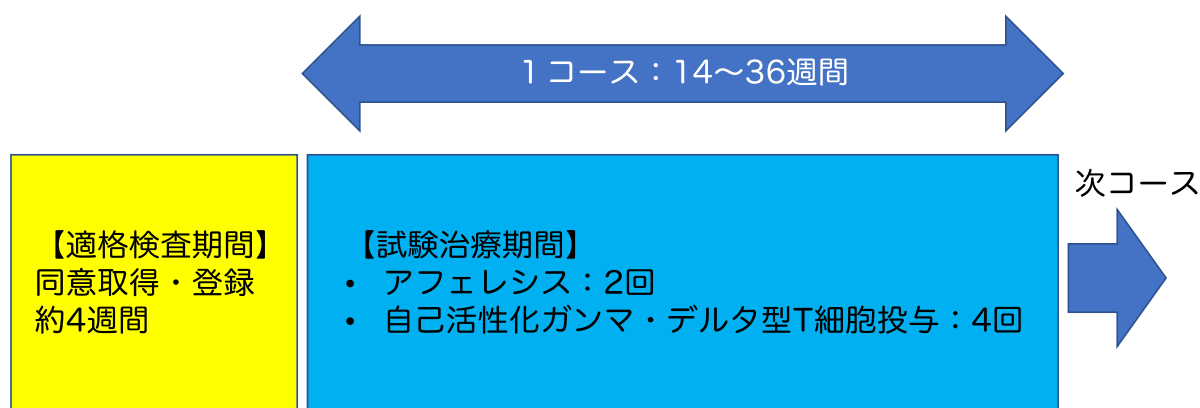 1コース：14～36週間
次コース
【適格検査期間】
同意取得・登録
約4週間
【試験治療期間】
• アフェレシス：2回
• 自己活性化ガンマ・デルタ型T細胞投与：4回